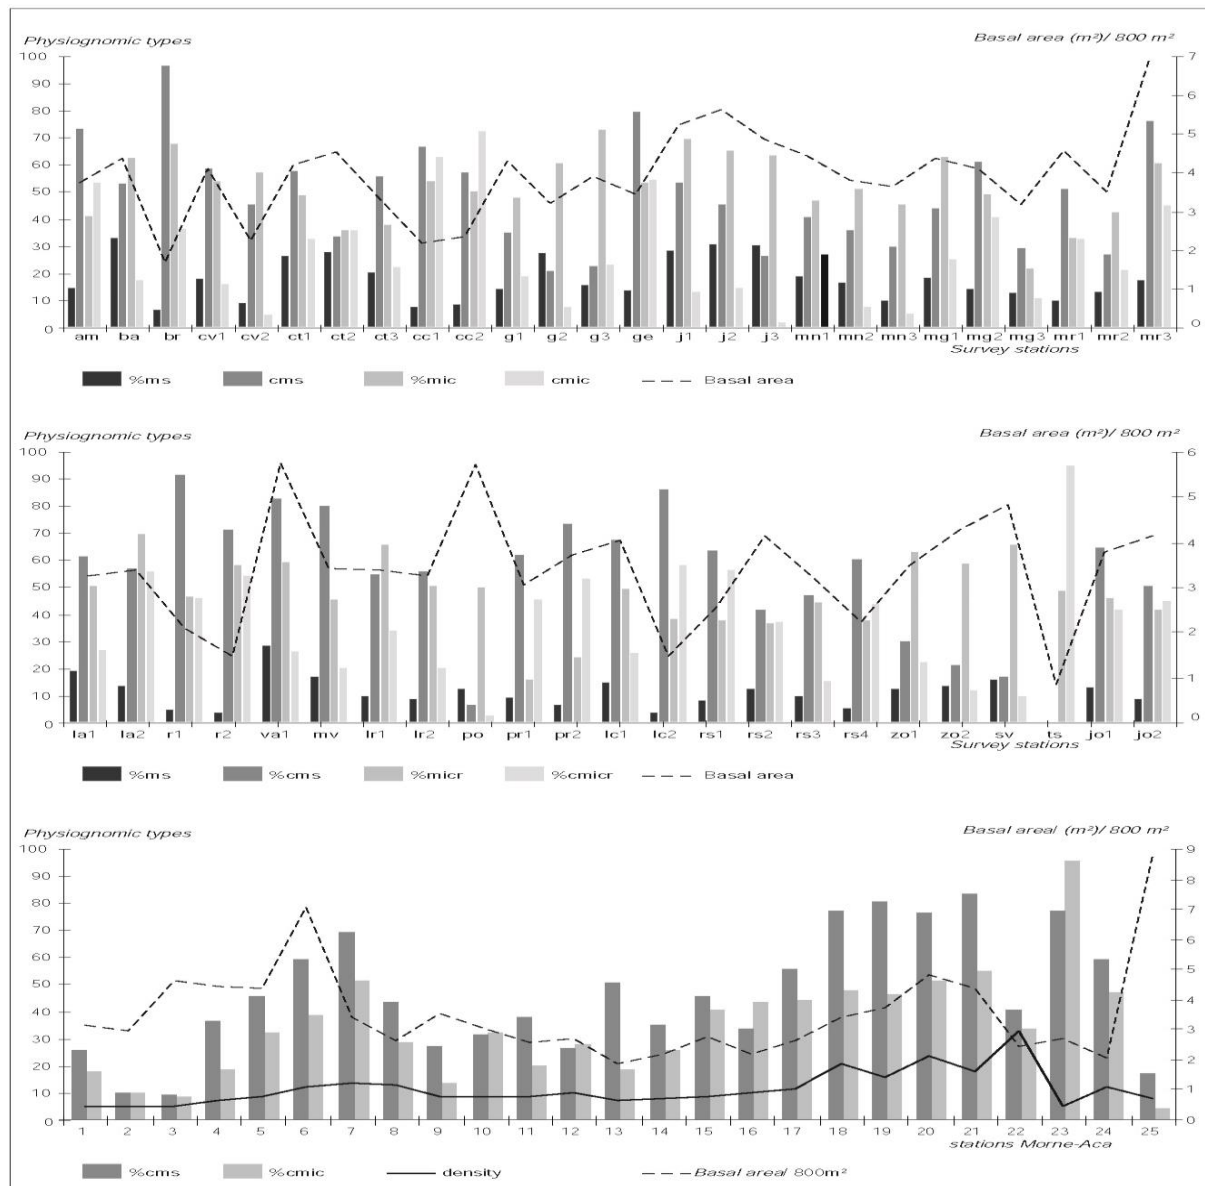 Physiognomic types Basal area (m²)/ 800 m²
100 7
90
80 6
70 5
60 4
50
40 3
30 2
20
10 1
0 0
am ba br cv1 cv2 ct1 ct2 ct3 cc1 cc2 g1 g2 g3 ge j1 j2 j3 mn1 mn2 mn3 mg1 mg2 mg3 mr1 mr2 mr3
Survey stations
%ms cms %mic cmic Basal area
Physiognomic types Basal area (m²)/ 800 m²
100 6
90
80 5
70 4
60
50 3
40
30 2
20 1
10
0 0
la1 la2 r1 r2 va1 mv lr1 lr2 po pr1 pr2 lc1 lc2 rs1 rs2 rs3 rs4 zo1 zo2 sv ts jo1 jo2
Survey stations
%ms %cms %micr %cmicr Basal area
Physiognomic types Basal areal (m²)/ 800 m²
100 9
90 8
80 7
70 6
60 5
50
40 4
30 3
20 2
10 1
0 0
1 2 3 4 5 6 7 8 9 10 11 12 13 14 15 16 17 18 19 20 21 22 23 24 25
stations Morne-Aca
%cms %cmic density Basal areal 800m²